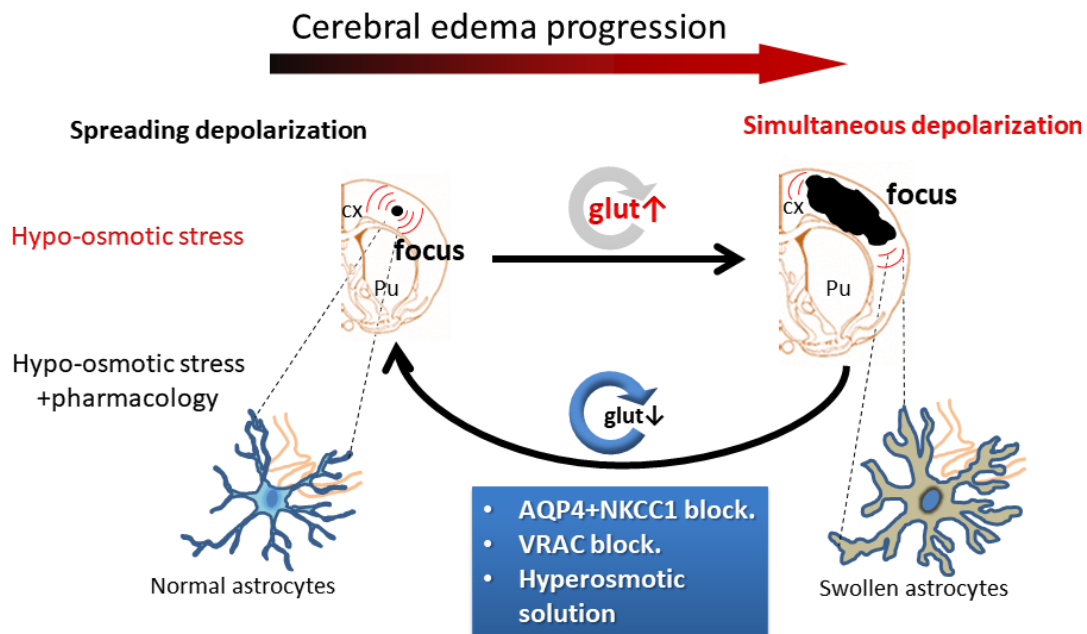 Cerebral edema progression
Spreading depolarization
Simultaneous depolarization
Hypo-osmotic stress
cx
focus
Pu
glut↑
cx
focus
Pu
Hypo-osmotic stress
+pharmacology
glut↓
• AQP4+NKCC1 block.
• VRAC block.
• Hyperosmotic
solution
Normal astrocytes
Swollen astrocytes